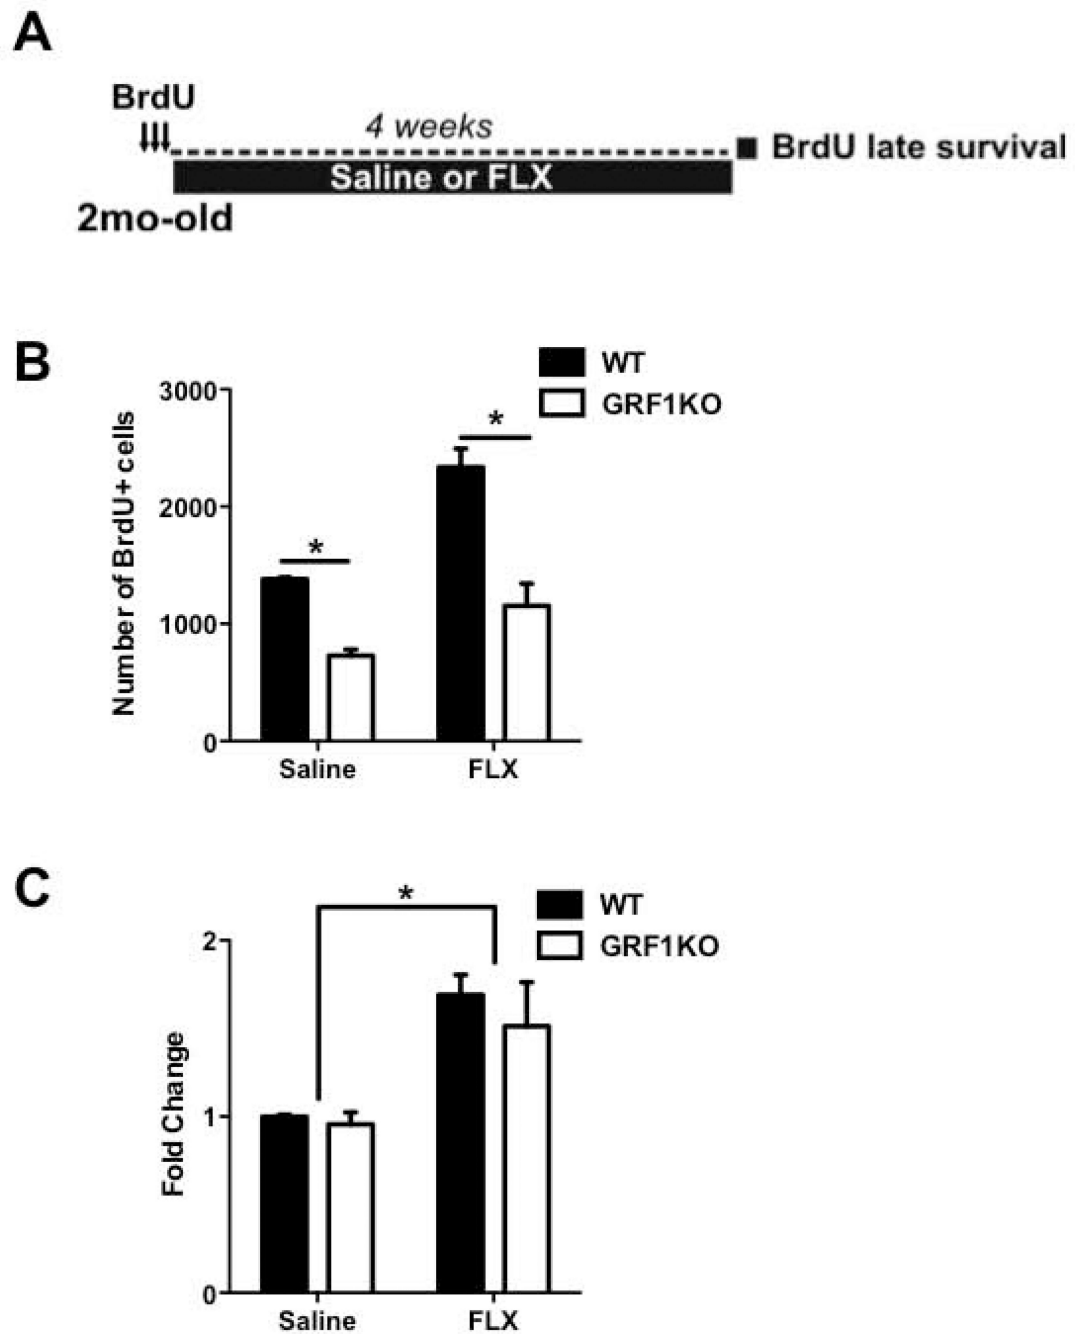 A
BrdU
4 weeks
BrdU late survival
Saline or FLX
2mo-old
B
WT
GRF1KO
3000
2000
1000
0
Number of BrdU+ cells
*
*
Saline
FLX
C
WT
GRF1KO
2
1
0
Fold Change
*
Saline
FLX